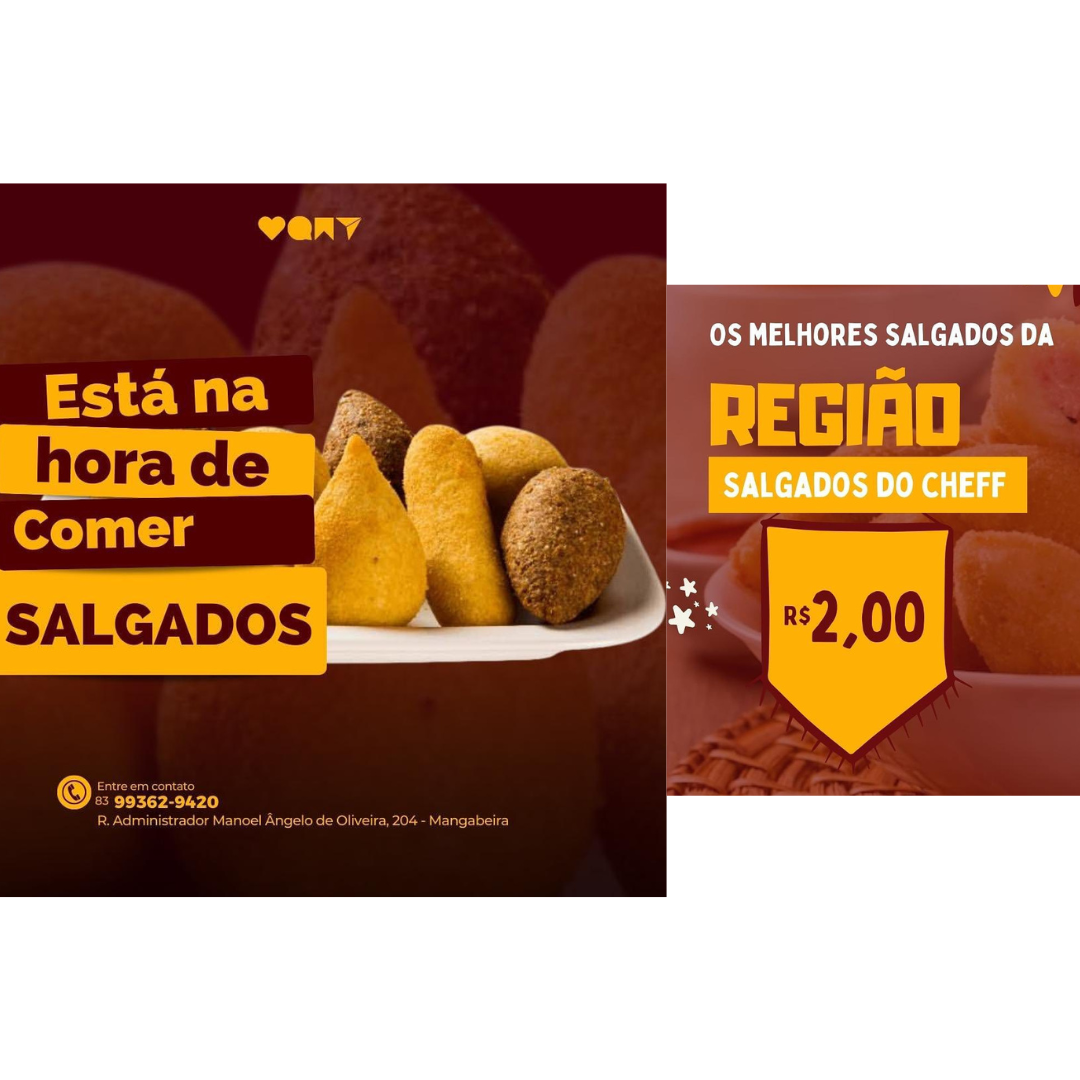 Está na
hora de
Comer
SALGADOS
Entre em contato
83 99362-9420
R. Administrador Manoel Ângelo de Oliveira, 204 - Mangabeira
OS MELHORES SALGADOS DA
REGIÃO
SALGADOS DO CHEFF
R$2,00